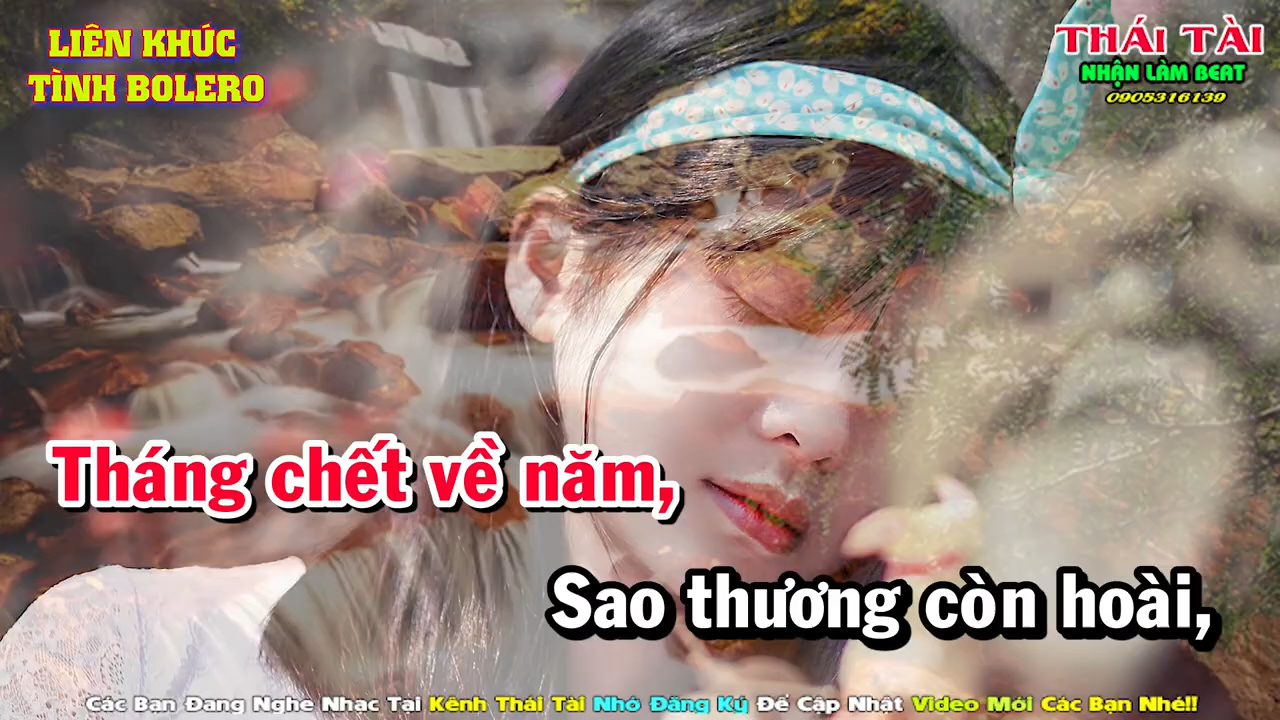 LIÊN KHÚC
TÌNH BOLERO
THÁI TÀI
NHẬN LÀM BEAT
0905316139
Tháng chết về năm,
Sao thương còn hoài,
Các Bạn Đang Nghe Nhạc Tại Kênh Thái Tài Nhớ Đăng Ký Để Cập Nhật Video Mới Các Bạn Nhé!!